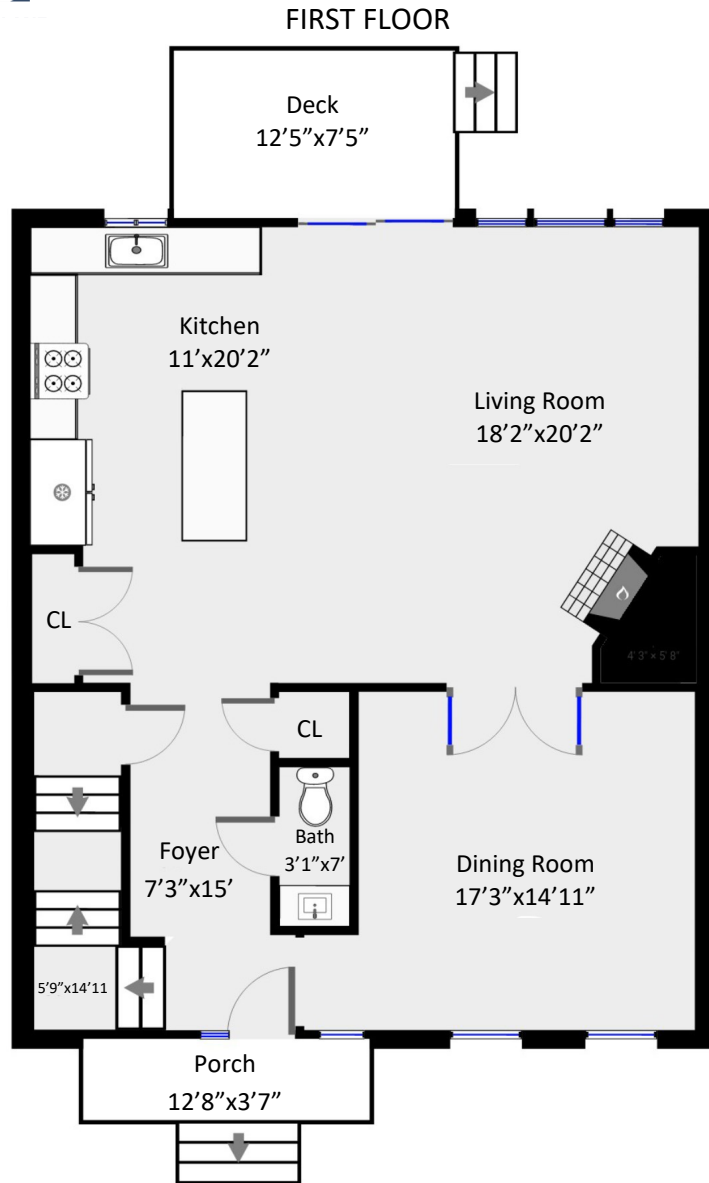 FIRST FLOOR
Deck
12’5”x7’5”
Kitchen
11’x20’2”
Living Room
18’2”x20’2”
CL
4' 3" × 5' 8"
CL
Bath
3’1”x7’
Foyer
7’3”x15’
Dining Room
17’3”x14’11”
5’9”x14’11
Porch
12’8”x3’7”